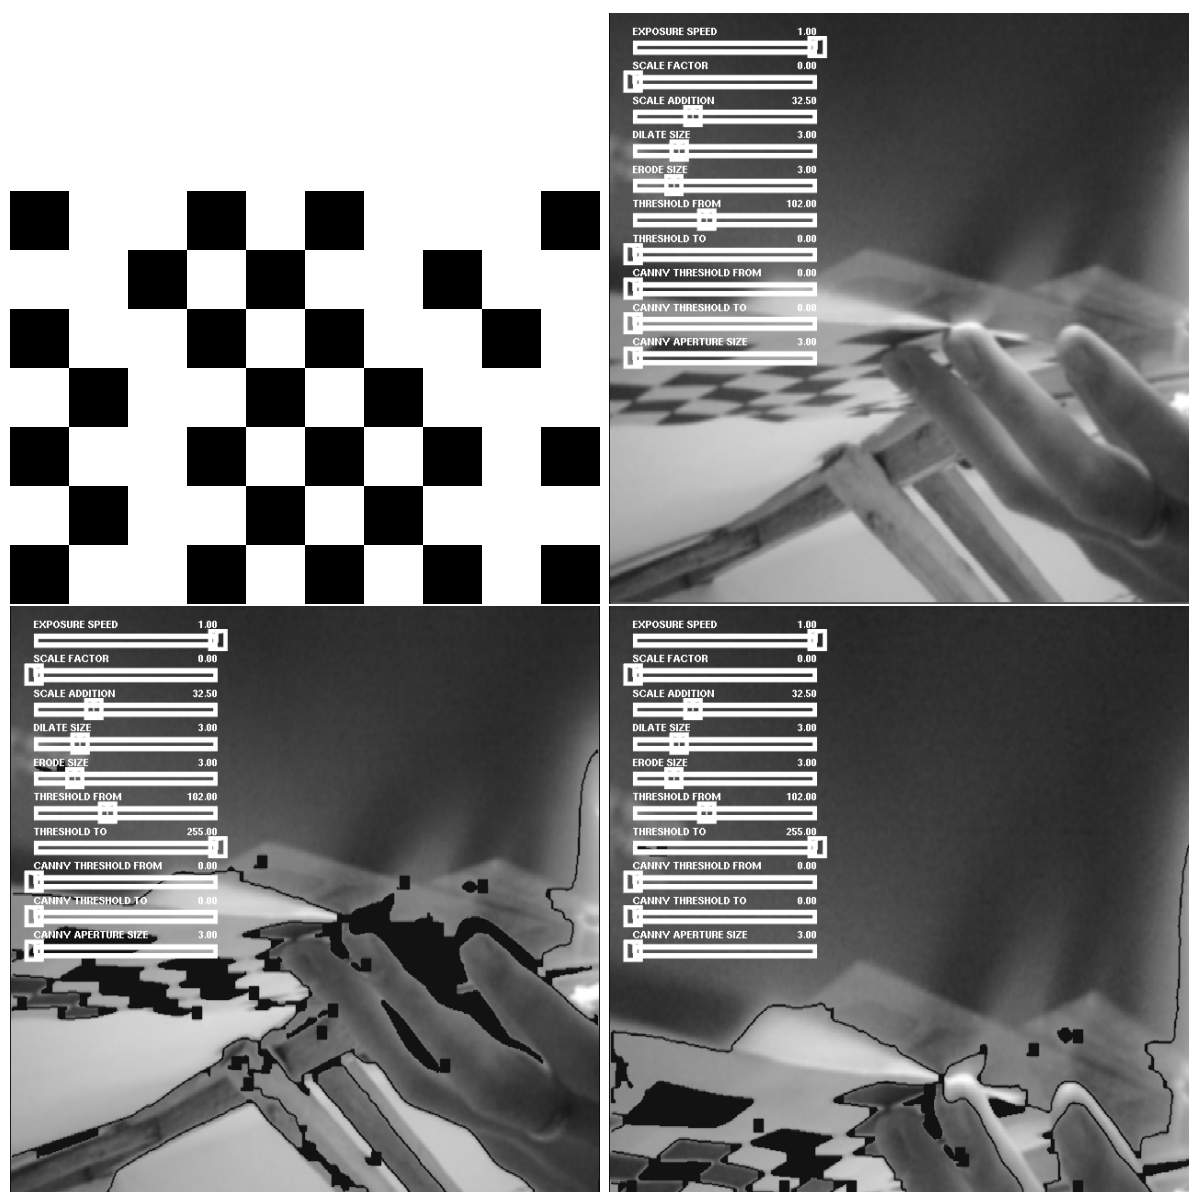 EXPOSURE SPEED 1.00
SCALE FACTOR 0.00
SCALE ADDITION 32.50
DILATE SIZE 3.00
ERODE SIZE 3.00
THRESHOLD FROM 102.00
THRESHOLD TO 0.00
CANNY THRESHOLD FROM 0.00
CANNY THRESHOLD TO 0.00
CANNY APERTURE SIZE 3.00
EXPOSURE SPEED 1.00
SCALE FACTOR 0.00
SCALE ADDITION 32.50
DILATE SIZE 3.00
ERODE SIZE 3.00
THRESHOLD FROM 102.00
THRESHOLD TO 255.00
CANNY THRESHOLD FROM 0.00
CANNY THRESHOLD TO 0.00
CANNY APERTURE SIZE 3.00
EXPOSURE SPEED 1.00
SCALE FACTOR 0.00
SCALE ADDITION 32.50
DILATE SIZE 3.00
ERODE SIZE 3.00
THRESHOLD FROM 102.00
THRESHOLD TO 255.00
CANNY THRESHOLD FROM 0.00
CANNY THRESHOLD TO 0.00
CANNY APERTURE SIZE 3.00